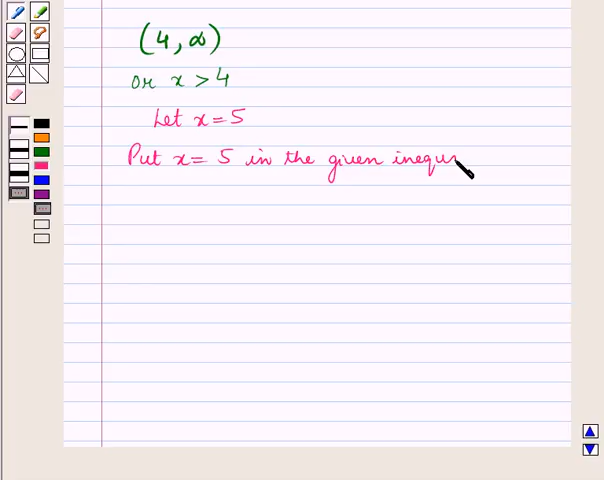 (4, ∞)
or x > 4
Let x = 5
Put x = 5 in the given inequ